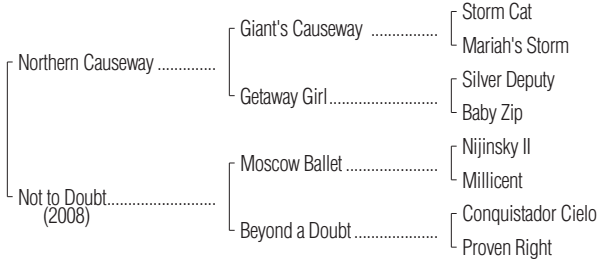 Storm Cat
Giant's Causeway ................
Mariah's Storm
Northern Causeway ..............
Silver Deputy
Getaway Girl..........................
Baby Zip
Nijinsky II
Moscow Ballet ......................
Millicent
Not to Doubt..........................
(2008)
Conquistador Cielo
Beyond a Doubt....................
Proven Right